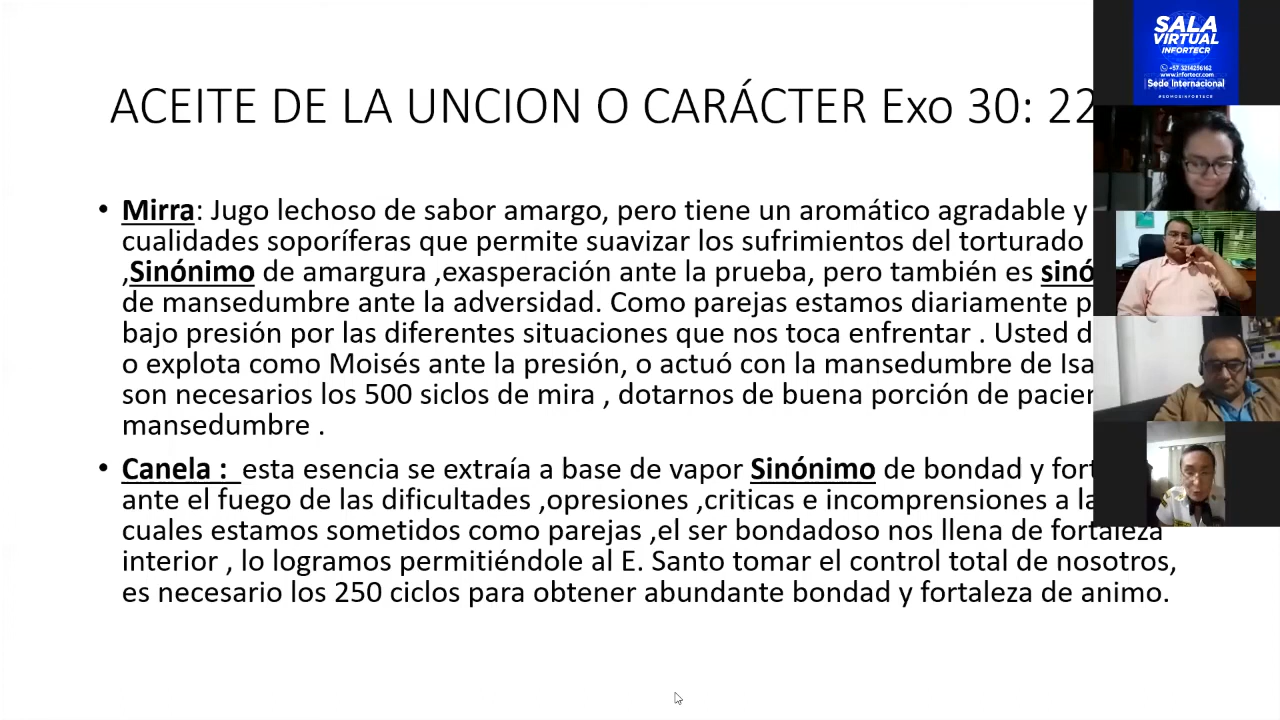 ACEITE DE LA UNCION O CARÁCTER Exo 30: 22
• Mirra: Jugo lechoso de sabor amargo, pero tiene un aromático agradable y
cualidades soporíferas que permite suavizar los sufrimientos del torturado
,Sinónimo de amargura ,exasperación ante la prueba, pero también es
de mansedumbre ante la adversidad. Como parejas estamos diariamente
bajo presión por las diferentes situaciones que nos toca enfrentar . Usted
o explota como Moisés ante la presión, o actuó con la mansedumbre de
son necesarios los 500 siclos de mira , dotarnos de buena porción de
mansedumbre .
• Canela : esta esencia se extraía a base de vapor Sinónimo de bondad y
ante el fuego de las dificultades ,opresiones ,criticas e incomprensiones a
cuales estamos sometidos como parejas ,el ser bondadoso nos llena de fortaleza
interior , lo logramos permitiéndole al E. Santo tomar el control total de nosotros,
es necesario los 250 ciclos para obtener abundante bondad y fortaleza de animo.
SALA
VIRTUAL
INFORTECR
+57 3214256162
www.infortecr.com
Sede Internacional
#SOMOSINFORTECR